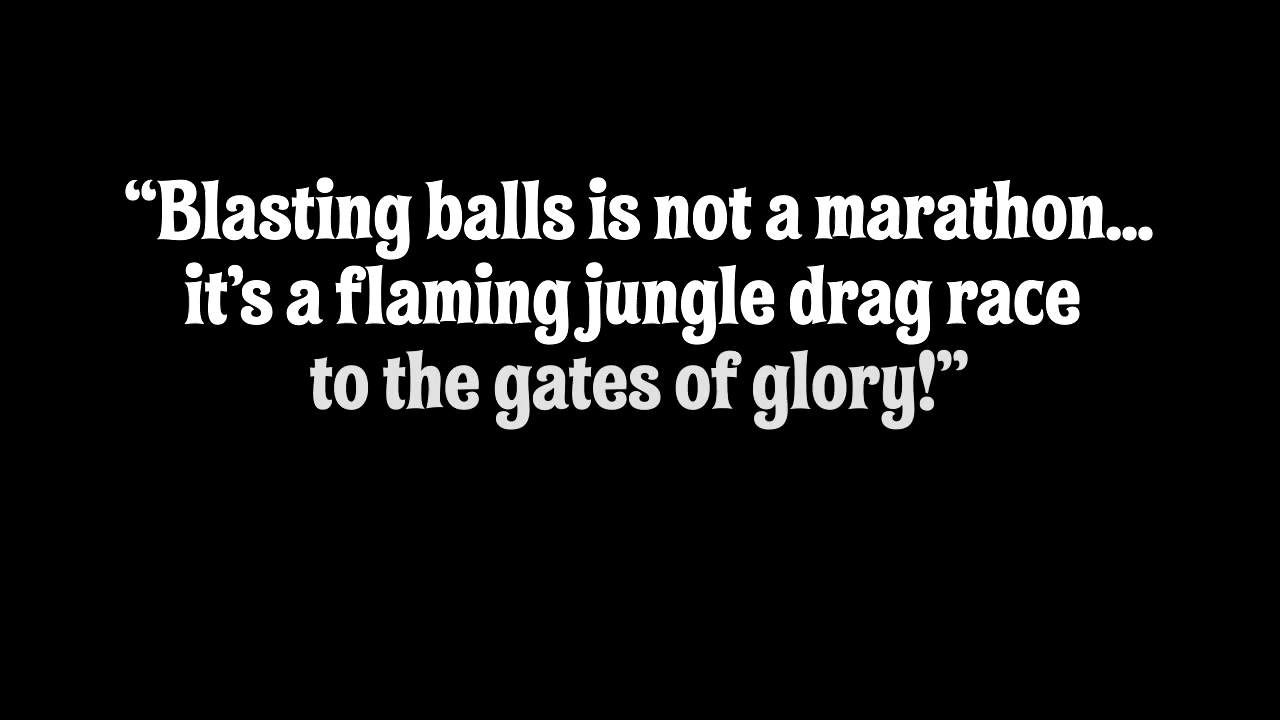 “Blasting balls is not a marathon...
it’s a flaming jungle drag race
to the gates of glory!”